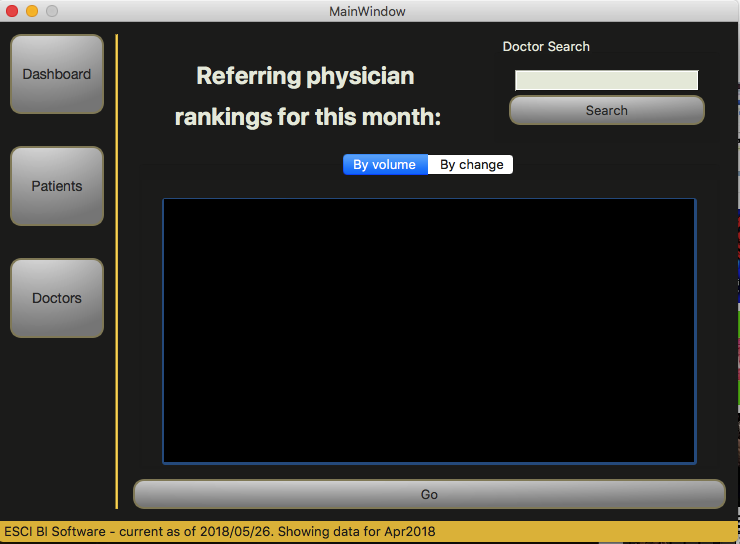 MainWindow
Dashboard
Patients
Doctors
Referring physician
rankings for this month:
Doctor Search
Search
By volume
By change
Go
ESCI BI Software - current as of 2018/05/26. Showing data for Apr2018